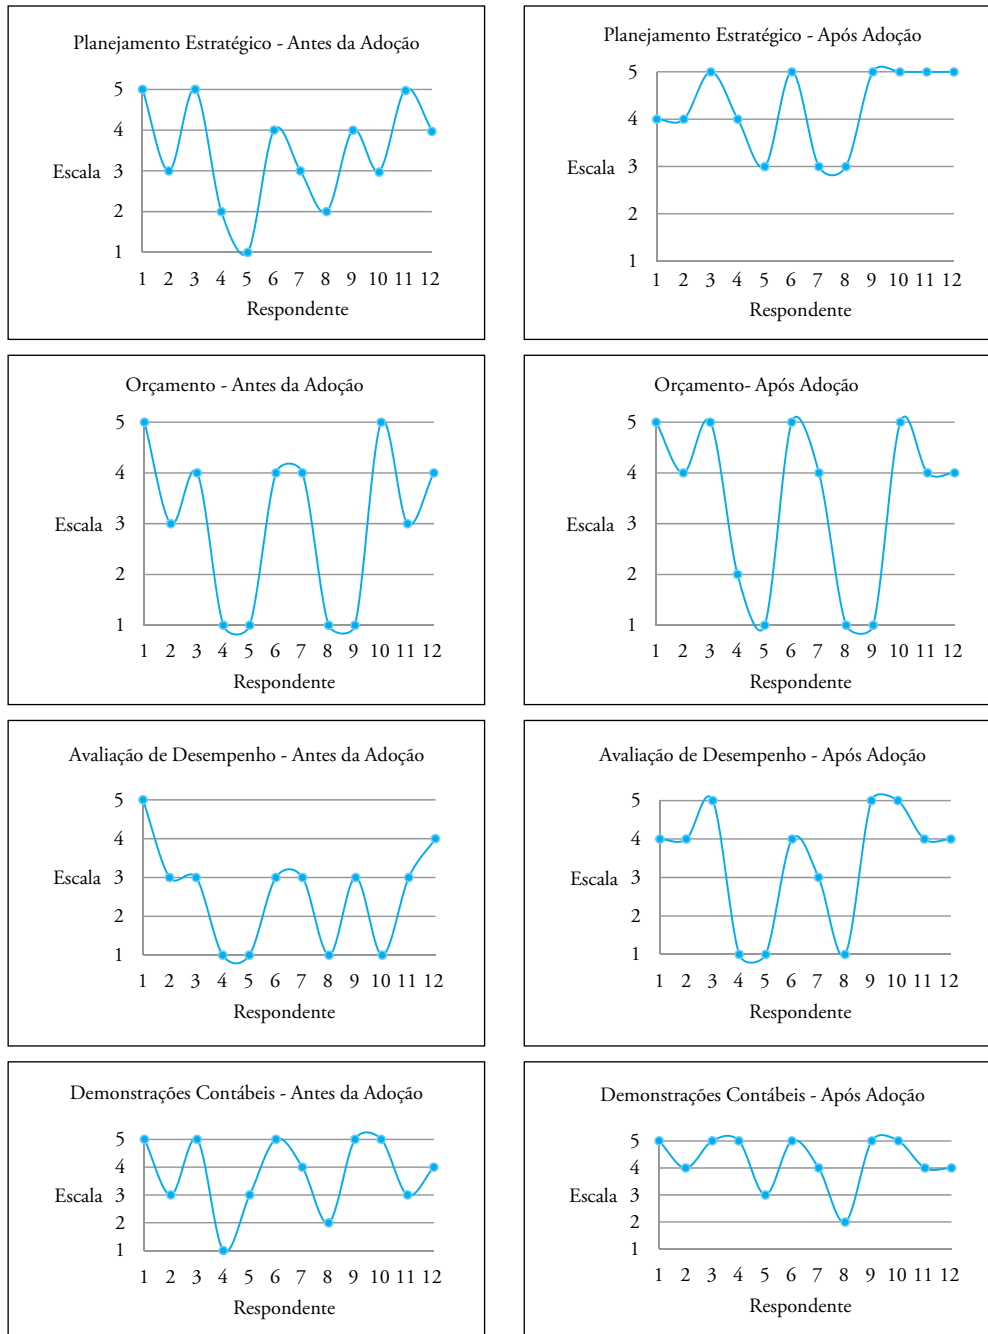 Planejamento Estratégico - Antes da Adoção
5
4
Escala 3
2
1
1 2 3 4 5 6 7 8 9 10 11 12
Respondente
Planejamento Estratégico - Após Adoção
5
4
Escala 3
2
1
1 2 3 4 5 6 7 8 9 10 11 12
Respondente
Orçamento - Antes da Adoção
5
4
Escala 3
2
1
1 2 3 4 5 6 7 8 9 10 11 12
Respondente
Orçamento- Após Adoção
5
4
Escala 3
2
1
1 2 3 4 5 6 7 8 9 10 11 12
Respondente
Avaliação de Desempenho - Antes da Adoção
5
4
Escala 3
2
1
1 2 3 4 5 6 7 8 9 10 11 12
Respondente
Avaliação de Desempenho - Após Adoção
5
4
Escala 3
2
1
1 2 3 4 5 6 7 8 9 10 11 12
Respondente
Demonstrações Contábeis - Antes da Adoção
5
4
Escala 3
2
1
1 2 3 4 5 6 7 8 9 10 11 12
Respondente
Demonstrações Contábeis - Após Adoção
5
4
Escala 3
2
1
1 2 3 4 5 6 7 8 9 10 11 12
Respondente